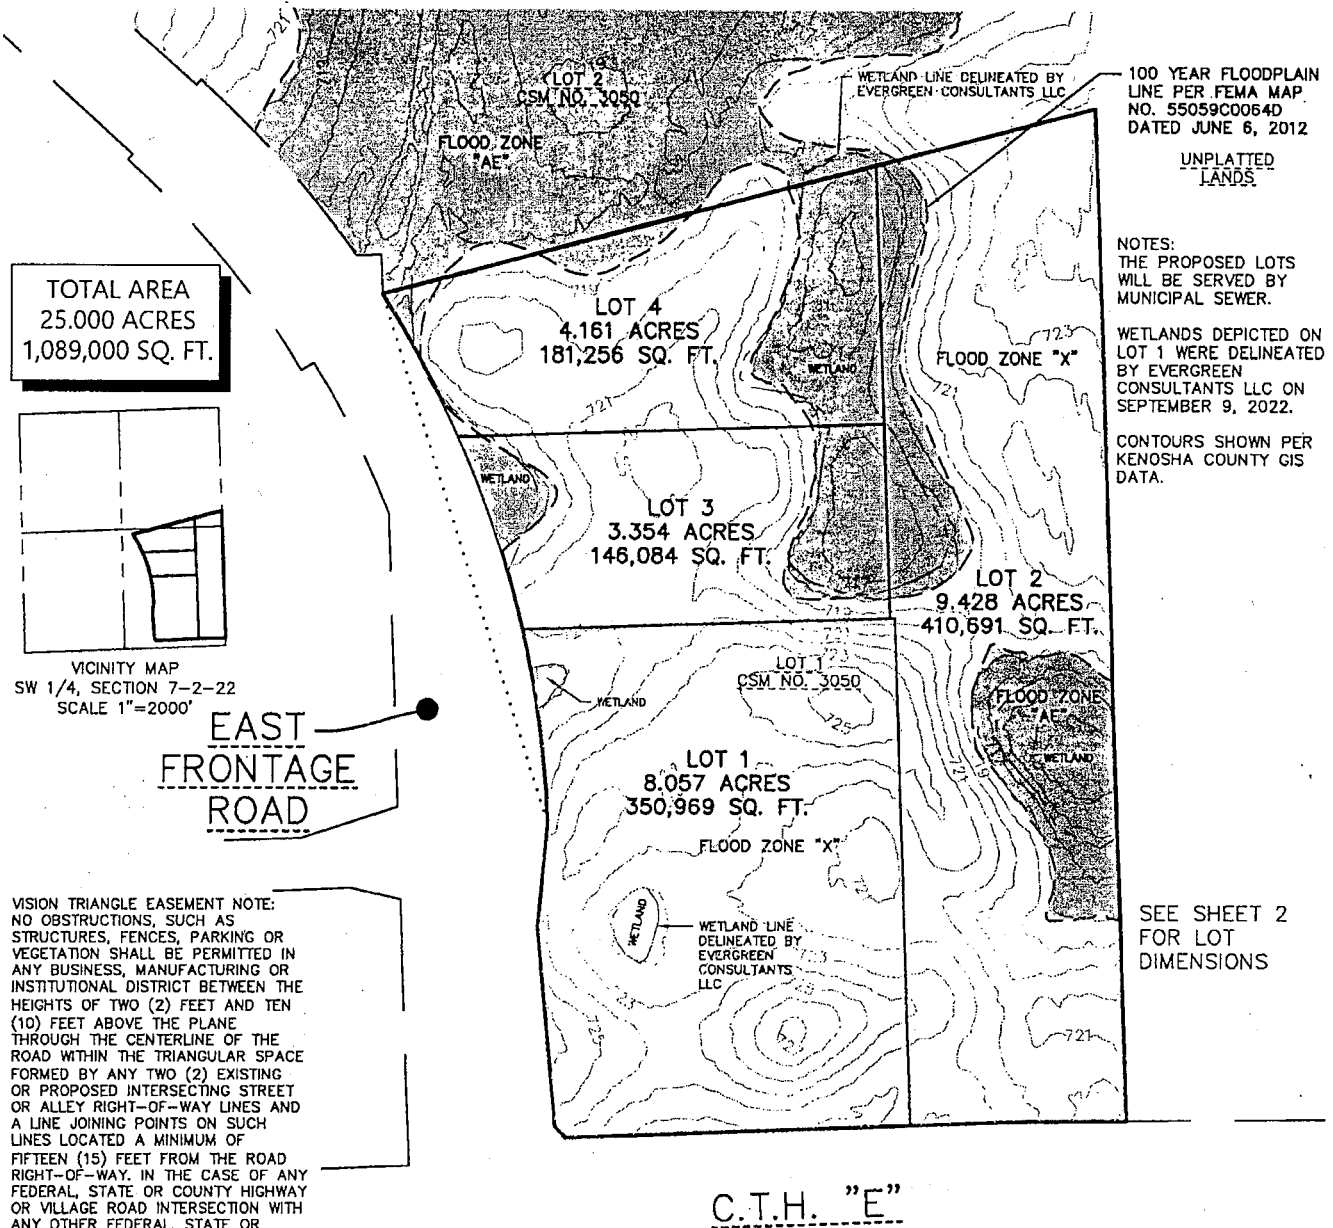 721
LOT 2
CSM NO. 3050
FLOOD ZONE
"AE"
WETLAND LINE DELINEATED BY
EVERGREEN CONSULTANTS LLC
100 YEAR FLOODPLAIN
LINE PER FEMA MAP
NO. 55059C0064D
DATED JUNE 6, 2012
UNPLATTED
LANDS
NOTES:
THE PROPOSED LOTS
WILL BE SERVED BY
MUNICIPAL SEWER.
WETLANDS DEPICTED ON
LOT 1 WERE DELINEATED
BY EVERGREEN
CONSULTANTS LLC ON
SEPTEMBER 9, 2022.
CONTOURS SHOWN PER
KENOSHA COUNTY GIS
DATA.
TOTAL AREA
25.000 ACRES
1,089,000 SQ. FT.
LOT 4
4.161 ACRES
181,256 SQ. FT.
WETLAND
721
FLOOD ZONE "X"
723
721
WETLAND
LOT 3
3.354 ACRES
146,084 SQ. FT.
LOT 2
9.428 ACRES
410,691 SQ. FT.
719
721
VICINITY MAP
SW 1/4, SECTION 7-2-22
SCALE 1"=2000'
EAST
FRONTAGE
ROAD
WETLAND
LOT 1
CSM NO. 3050
725
FLOOD ZONE
"AE"
WETLAND
721
LOT 1
8.057 ACRES
350,969 SQ. FT.
FLOOD ZONE "X"
WETLAND
WETLAND LINE
DELINEATED BY
EVERGREEN
CONSULTANTS
LLC
723
725
721
SEE SHEET 2
FOR LOT
DIMENSIONS
VISION TRIANGLE EASEMENT NOTE:
NO OBSTRUCTIONS, SUCH AS
STRUCTURES, FENCES, PARKING OR
VEGETATION SHALL BE PERMITTED IN
ANY BUSINESS, MANUFACTURING OR
INSTITUTIONAL DISTRICT BETWEEN THE
HEIGHTS OF TWO (2) FEET AND TEN
(10) FEET ABOVE THE PLANE
THROUGH THE CENTERLINE OF THE
ROAD WITHIN THE TRIANGULAR SPACE
FORMED BY ANY TWO (2) EXISTING
OR PROPOSED INTERSECTING STREET
OR ALLEY RIGHT-OF-WAY LINES AND
A LINE JOINING POINTS ON SUCH
LINES LOCATED A MINIMUM OF
FIFTEEN (15) FEET FROM THE ROAD
RIGHT-OF-WAY. IN THE CASE OF ANY
FEDERAL, STATE OR COUNTY HIGHWAY
OR VILLAGE ROAD INTERSECTION WITH
ANY OTHER FEDERAL, STATE OR
C.T.H. "E"